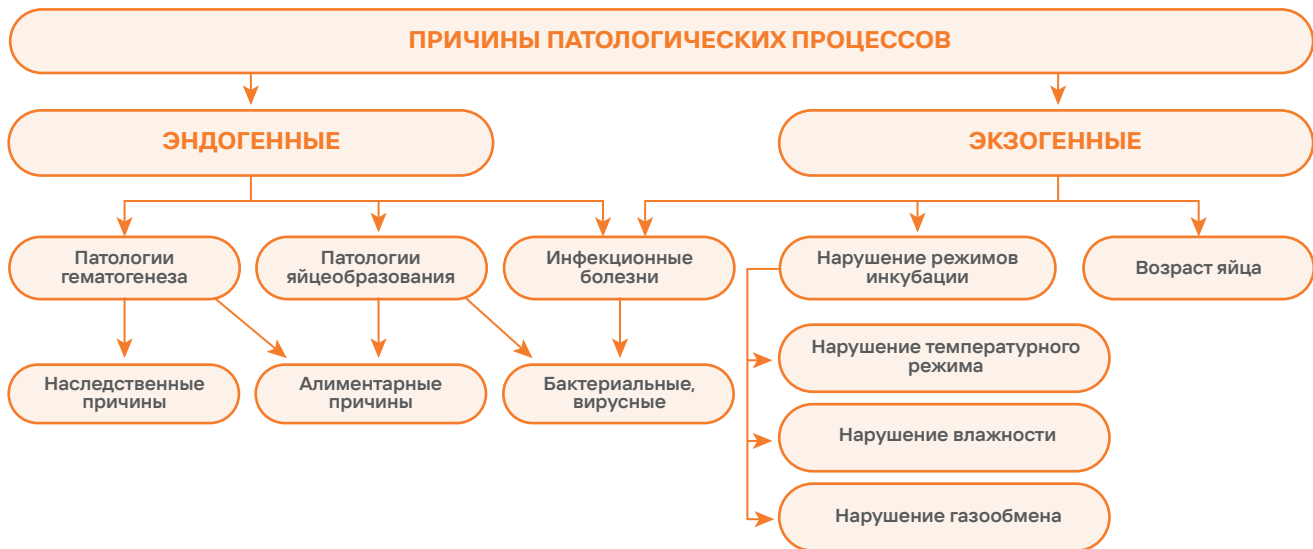 ПРИЧИНЫ ПАТОЛОГИЧЕСКИХ ПРОЦЕССОВ
ЭНДОГЕННЫЕ
ЭКЗОГЕННЫЕ
Патологии
гематогенеза
Патологии
яйцеобразования
Инфекционные
болезни
Нарушение режимов
инкубации
Возраст яйца
Наследственные
причины
Алиментарные
причины
Бактериальные,
вирусные
Нарушение температурного
режима
Нарушение влажности
Нарушение газообмена